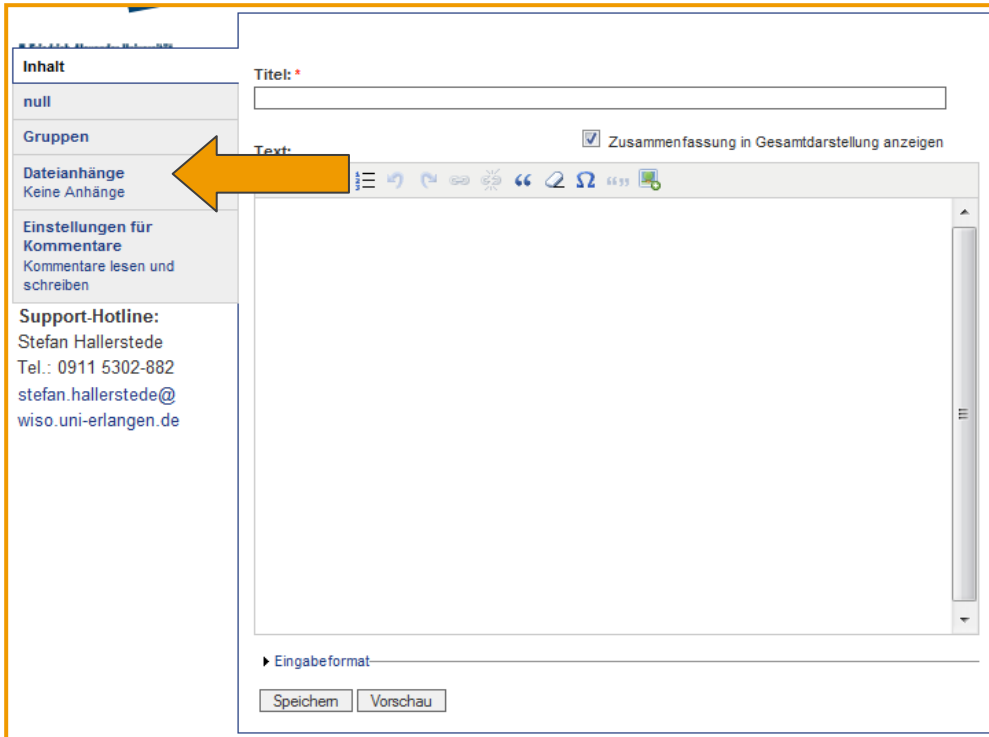 Inhalt
null
Gruppen
Dateianhänge
Keine Anhänge
Einstellungen für
Kommentare
Kommentare lesen und
schreiben
Support-Hotline:
Stefan Hallerstede
Tel.: 0911 5302-882
stefan.hallerstede@
wiso.uni-erlangen.de
Titel: *
Text:
Zusammenfassung in Gesamtdarstellung anzeigen
Eingabeformat
Speichern
Vorschau